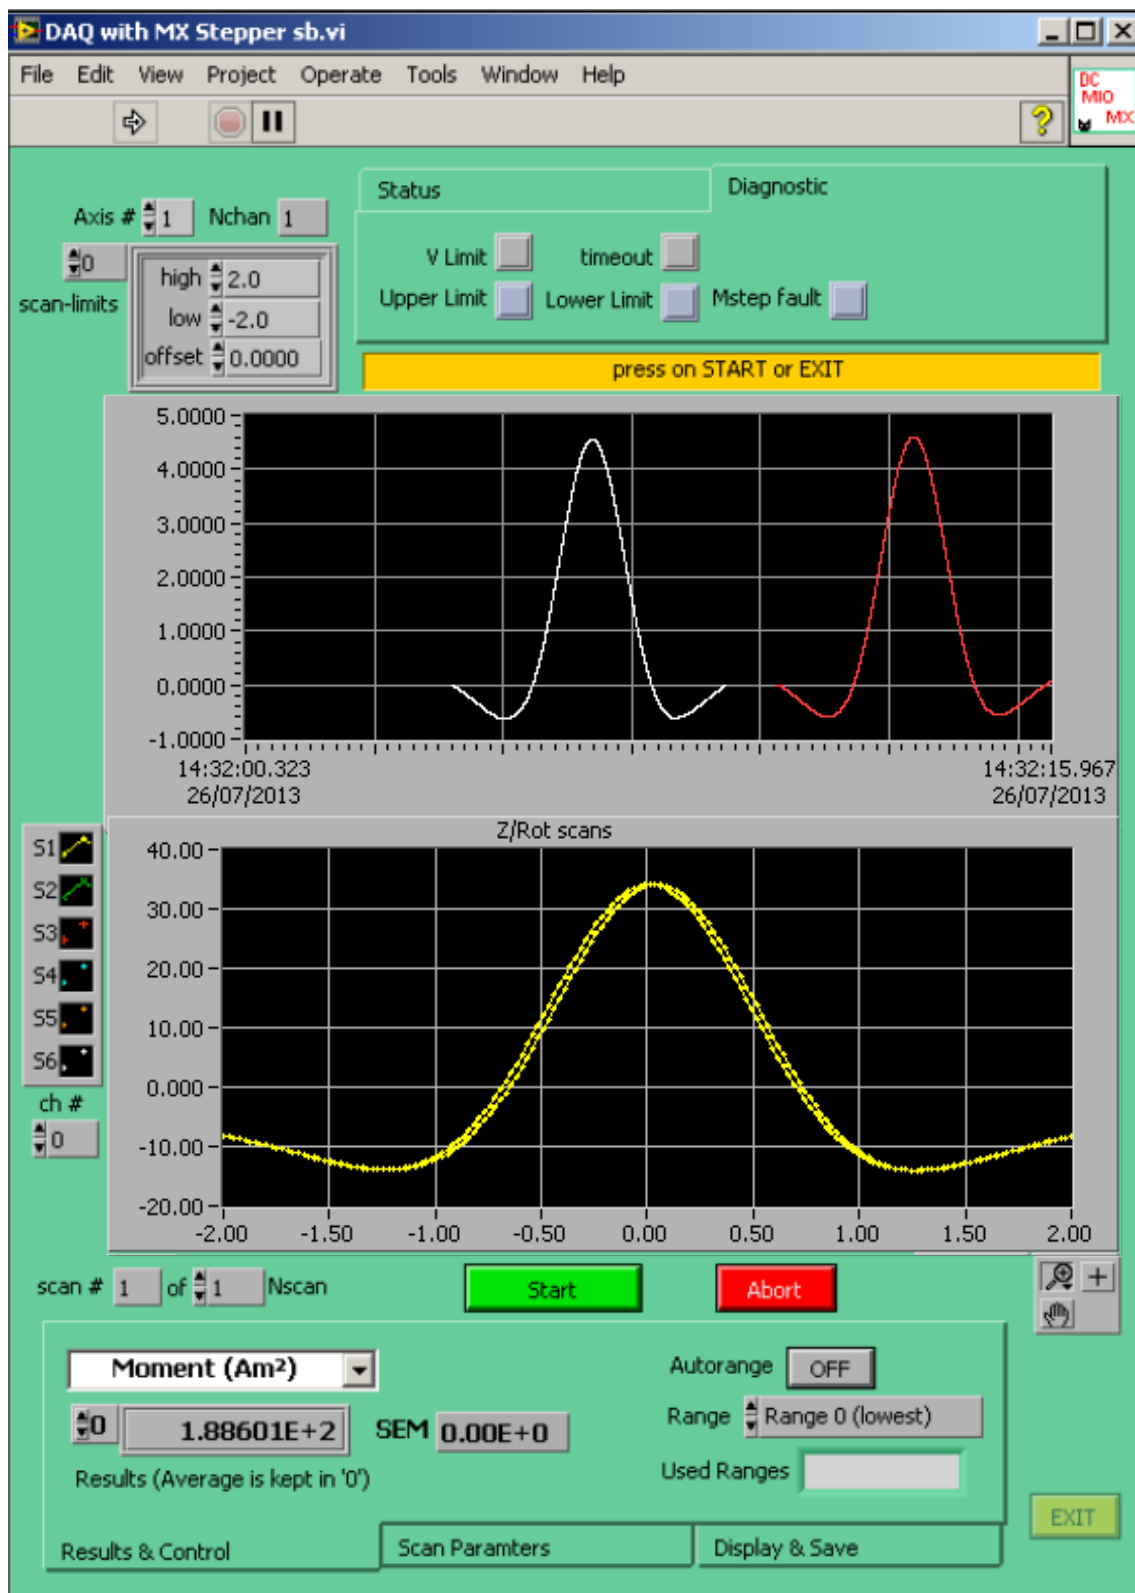 DAQ with MX Stepper sb.vi
File Edit View Project Operate Tools Window Help
DC
MIO
MX
?
Status Diagnostic
Axis # 1 Nchan 1
0
scan-limits
high 2.0
low -2.0
offset 0.0000
V Limit timeout
Upper Limit Lower Limit Mstep fault
press on START or EXIT
5.0000
4.0000
3.0000
2.0000
1.0000
0.0000
-1.0000
14:32:00.323 14:32:15.967
26/07/2013 26/07/2013
Z/Rot scans
S1
S2
S3
S4
S5
S6
ch #
0
40.00
30.00
20.00
10.00
0.000
-10.00
-20.00
-2.00 -1.50 -1.00 -0.50 0.00 0.50 1.00 1.50 2.00
scan # 1 of 1 Nscan Start Abort
Moment (Am²)
0 1.88601E+2 SEM 0.00E+0
Results (Average is kept in '0')
Autorange OFF
Range Range 0 (lowest)
Used Ranges
EXIT
Results & Control Scan Paramters Display & Save